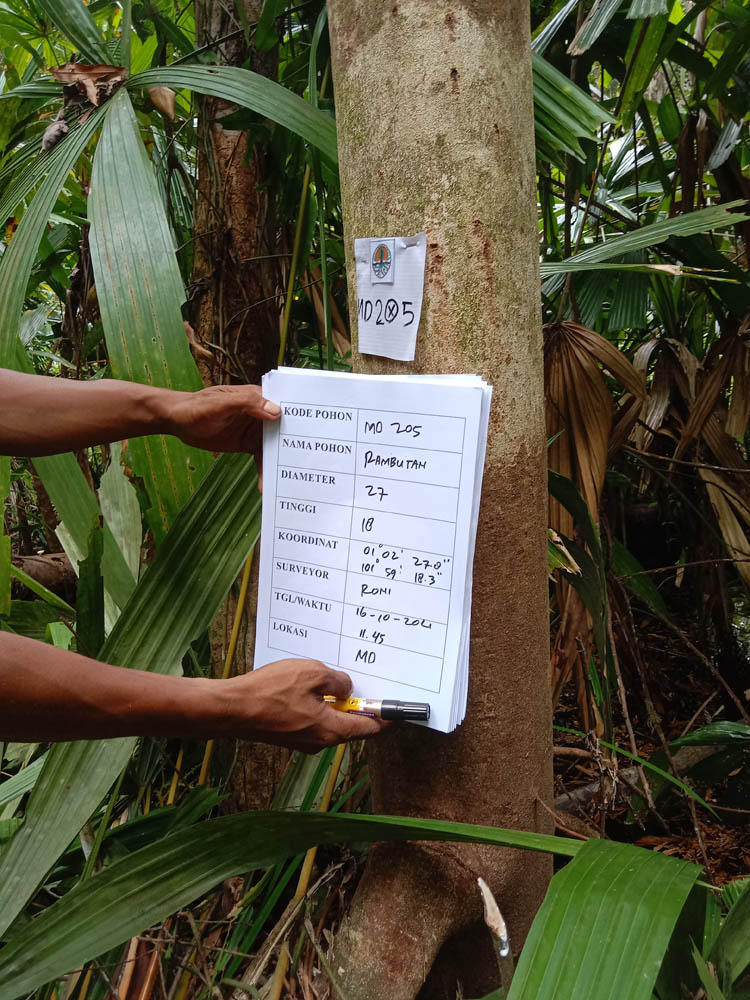 MD205
KODE POHON MD 205
NAMA POHON RAMBUTAN
DIAMETER 27
TINGGI 18
KOORDINAT 01° 02' 27.0"
101° 59' 18.3"
SURVEYOR RONI
TGL/WAKTU 16-10-2021
11.45
LOKASI MD